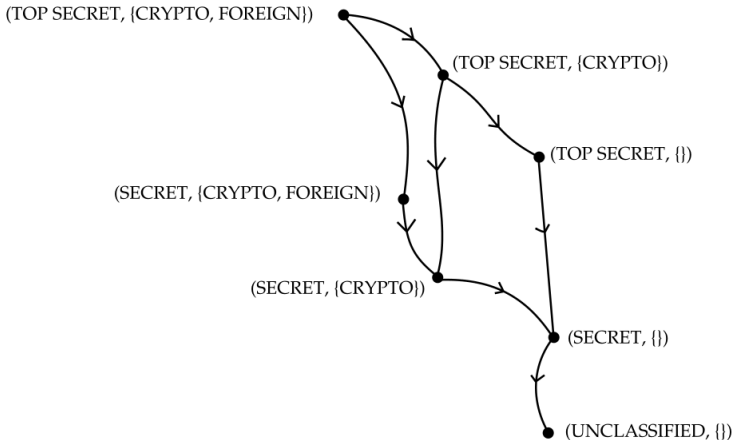 (TOP SECRET, {CRYPTO, FOREIGN})
(TOP SECRET, {CRYPTO})
(TOP SECRET, {})
(SECRET, {CRYPTO, FOREIGN})
(SECRET, {CRYPTO})
(SECRET, {})
(UNCLASSIFIED, {})